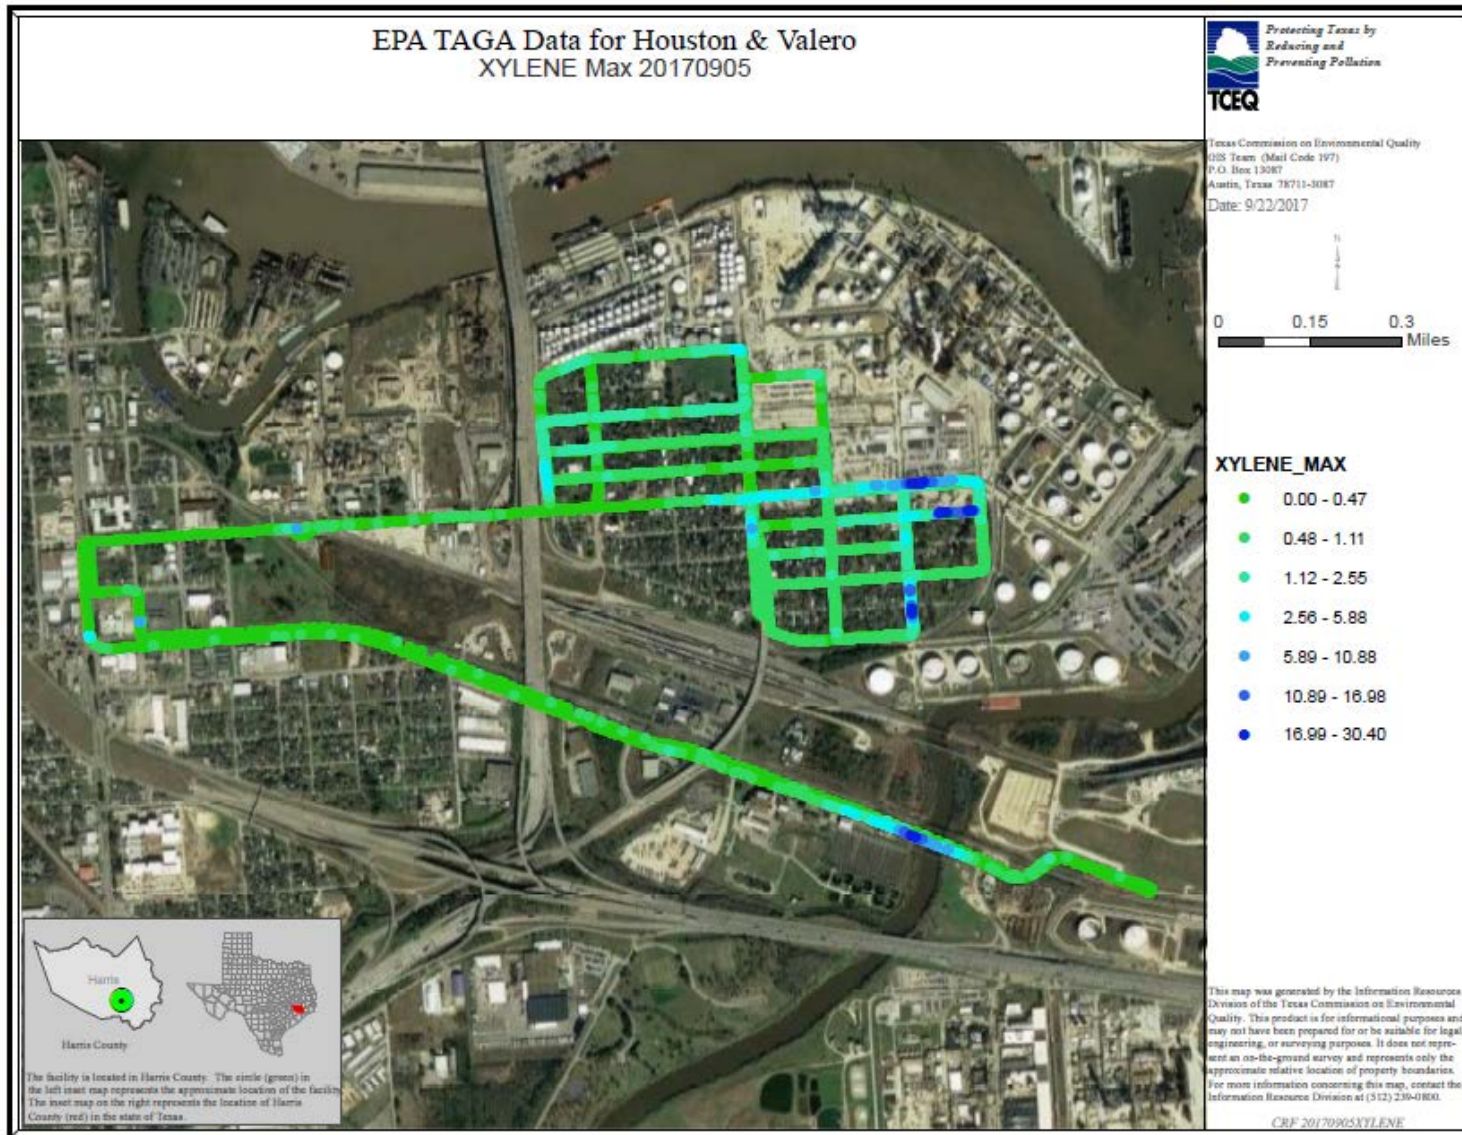 EPA TAGA Data for Houston & Valero
XYLENE Max 20170905
Protecting Texas by
Reducing and
Preventing Pollution
TCEQ
Texas Commission on Environmental Quality
GIS Team (Mail Code 197)
P.O. Box 13087
Austin, Texas 78711-3087
Date: 9/22/2017
N
0 0.15 0.3
Miles
XYLENE_MAX
0.00 - 0.47
0.48 - 1.11
1.12 - 2.55
2.56 - 5.88
5.89 - 10.88
10.89 - 16.98
16.99 - 30.40
Harris
Harris County
The facility is located in Harris County. The circle (green) in
the left inset map represents the approximate location of the facility.
The inset map on the right represents the location of Harris
County (red) in the state of Texas.
This map was generated by the Information Resources
Division of the Texas Commission on Environmental
Quality. This product is for informational purposes and
may not have been prepared for or be suitable for legal,
engineering, or surveying purposes. It does not repre-
sent an on-the-ground survey and represents only the
approximate relative location of property boundaries.
For more information concerning this map, contact the
Information Resource Division at (512) 239-0800.
CRF 20170905XYLENE